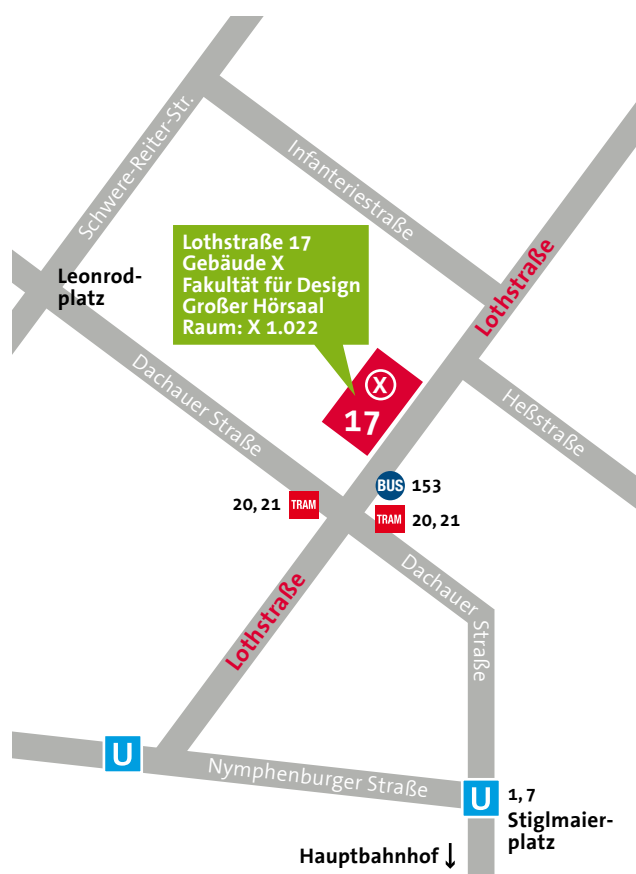 Schwere-Reiter-Str.
Infanteriestraße
Lothstraße 17
Gebäude X
Fakultät für Design
Großer Hörsaal
Raum: X 1.022
Lothstraße
Leonrod-
platz
X
17
Dachauer Straße
Heßstraße
BUS 153
20, 21 TRAM
TRAM 20, 21
Dachauer
Straße
Lothstraße
U
Nymphenburger Straße
U 1, 7
Stiglmaier-
platz
Hauptbahnhof ↓